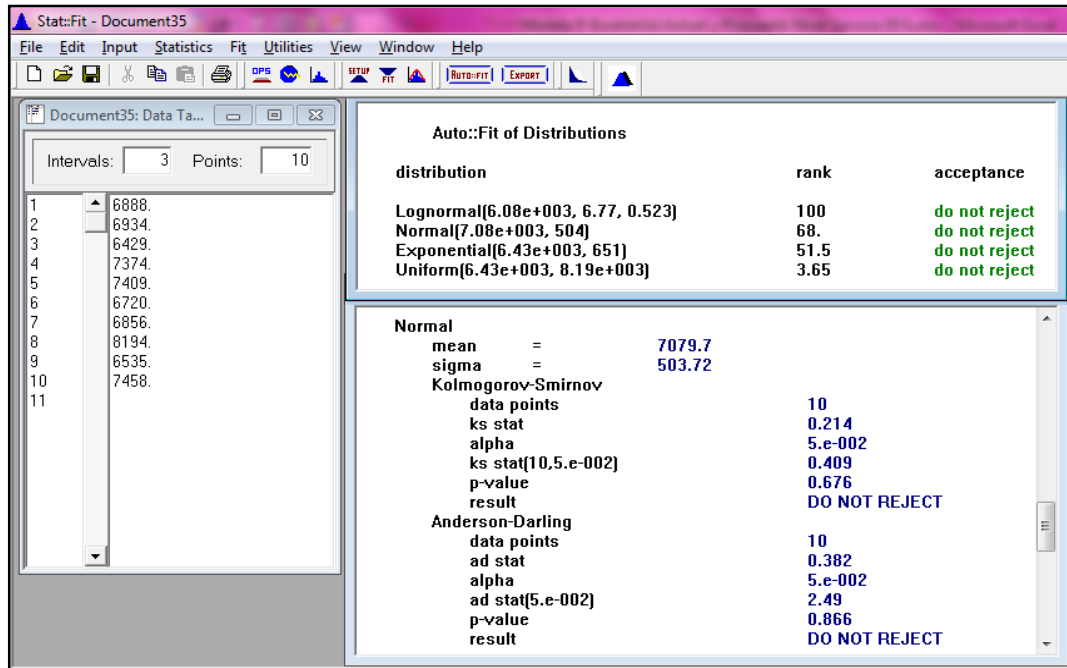 Stat::Fit - Document35
File Edit Input Statistics Fit Utilities View Window Help
DPS SETUP FIT AUTO::FIT EXPORT
Document35: Data Ta...
Intervals: 3 Points: 10
1 6888.
2 6934.
3 6429.
4 7374.
5 7409.
6 6720.
7 6856.
8 8194.
9 6535.
10 7458.
11
Auto::Fit of Distributions
distribution rank acceptance
Lognormal(6.08e+003, 6.77, 0.523) 100 do not reject
Normal(7.08e+003, 504) 68. do not reject
Exponential(6.43e+003, 651) 51.5 do not reject
Uniform(6.43e+003, 8.19e+003) 3.65 do not reject
Normal
mean = 7079.7
sigma = 503.72
Kolmogorov-Smirnov
data points 10
ks stat 0.214
alpha 5.e-002
ks stat(10,5.e-002) 0.409
p-value 0.676
result DO NOT REJECT
Anderson-Darling
data points 10
ad stat 0.382
alpha 5.e-002
ad stat(5.e-002) 2.49
p-value 0.866
result DO NOT REJECT